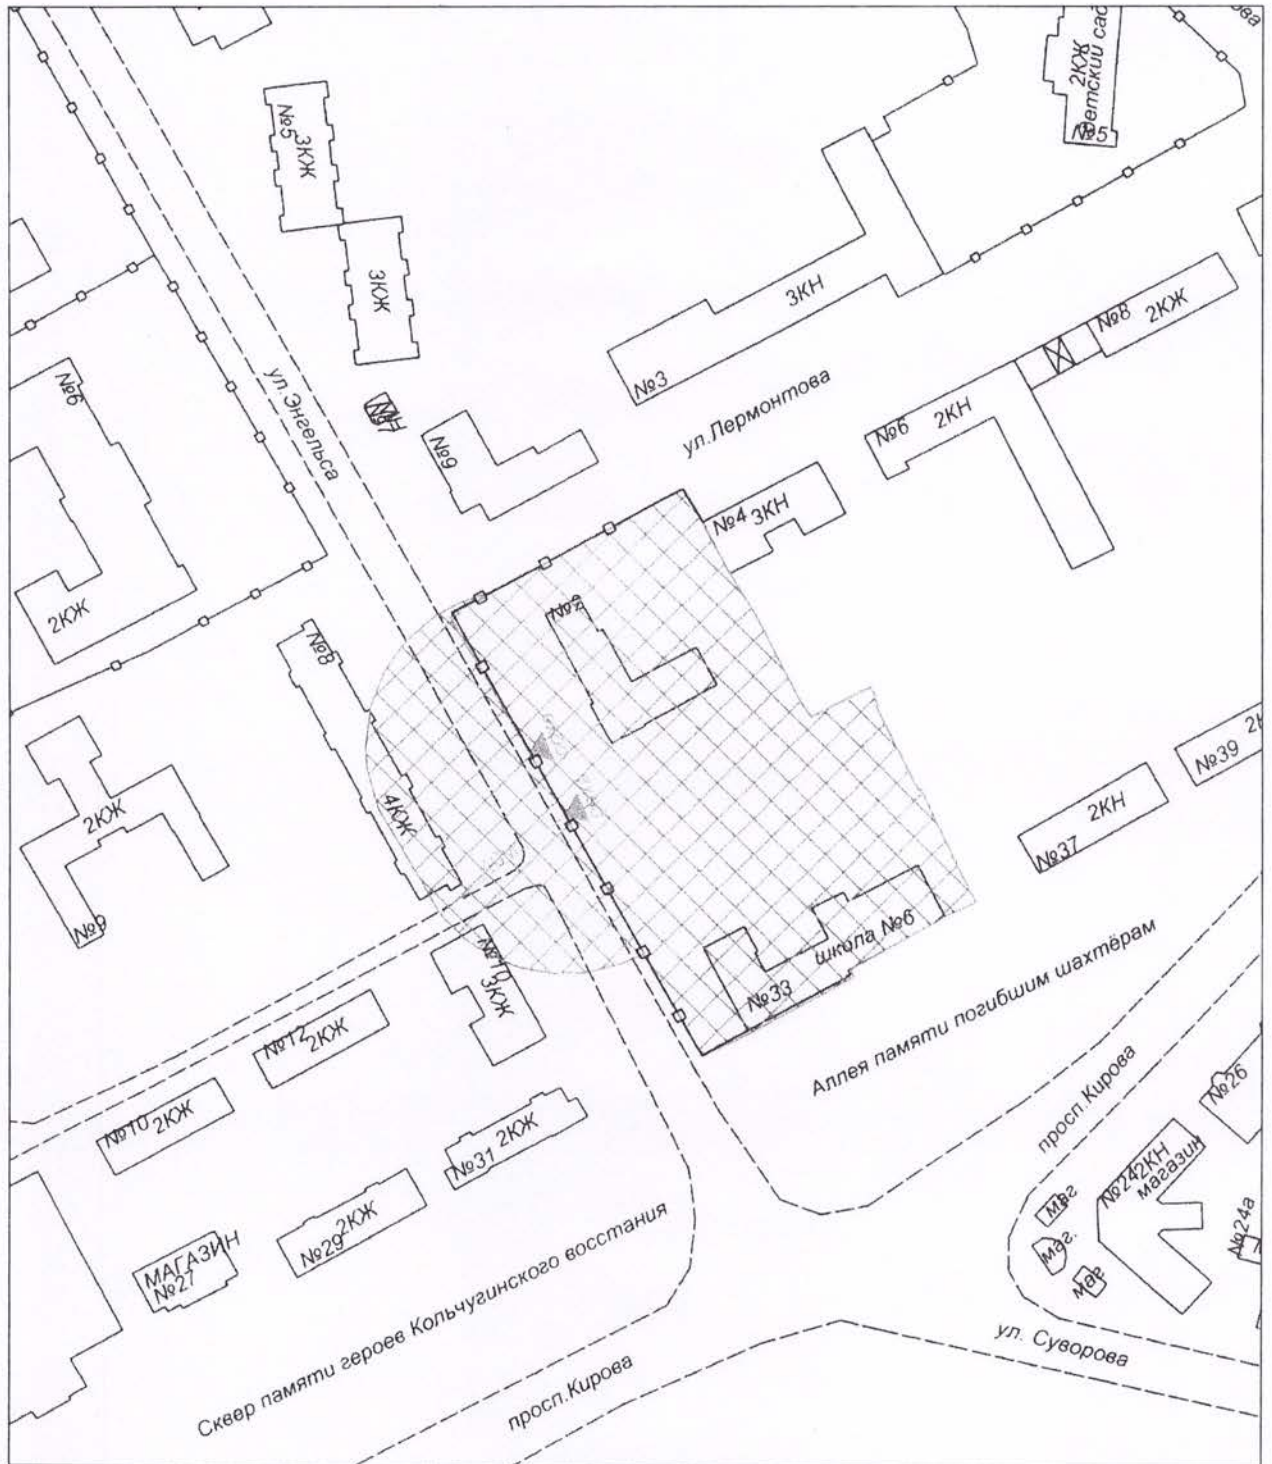 2КЖ
Детский сад
№5
№5
3КЖ
3КЖ
3КН
№3
№8
2КЖ
ул.Энгельса
№6
2КЖ
№9
ул.Лермонтова
№6
2КН
№4
3КН
№8
4КЖ
2КЖ
№9
№39
2КН
№37
школа №6
№33
№10
3КЖ
Аллея памяти погибшим шахтёрам
№12
2КЖ
№10
2КЖ
№31
2КЖ
просп.Кирова
№26
№24
2КН
магазин
маг
маг.
маг
№24а
№29
2КЖ
МАГАЗИН
№27
Сквер памяти героев Кольчугинского восстания
просп.Кирова
ул. Суворова